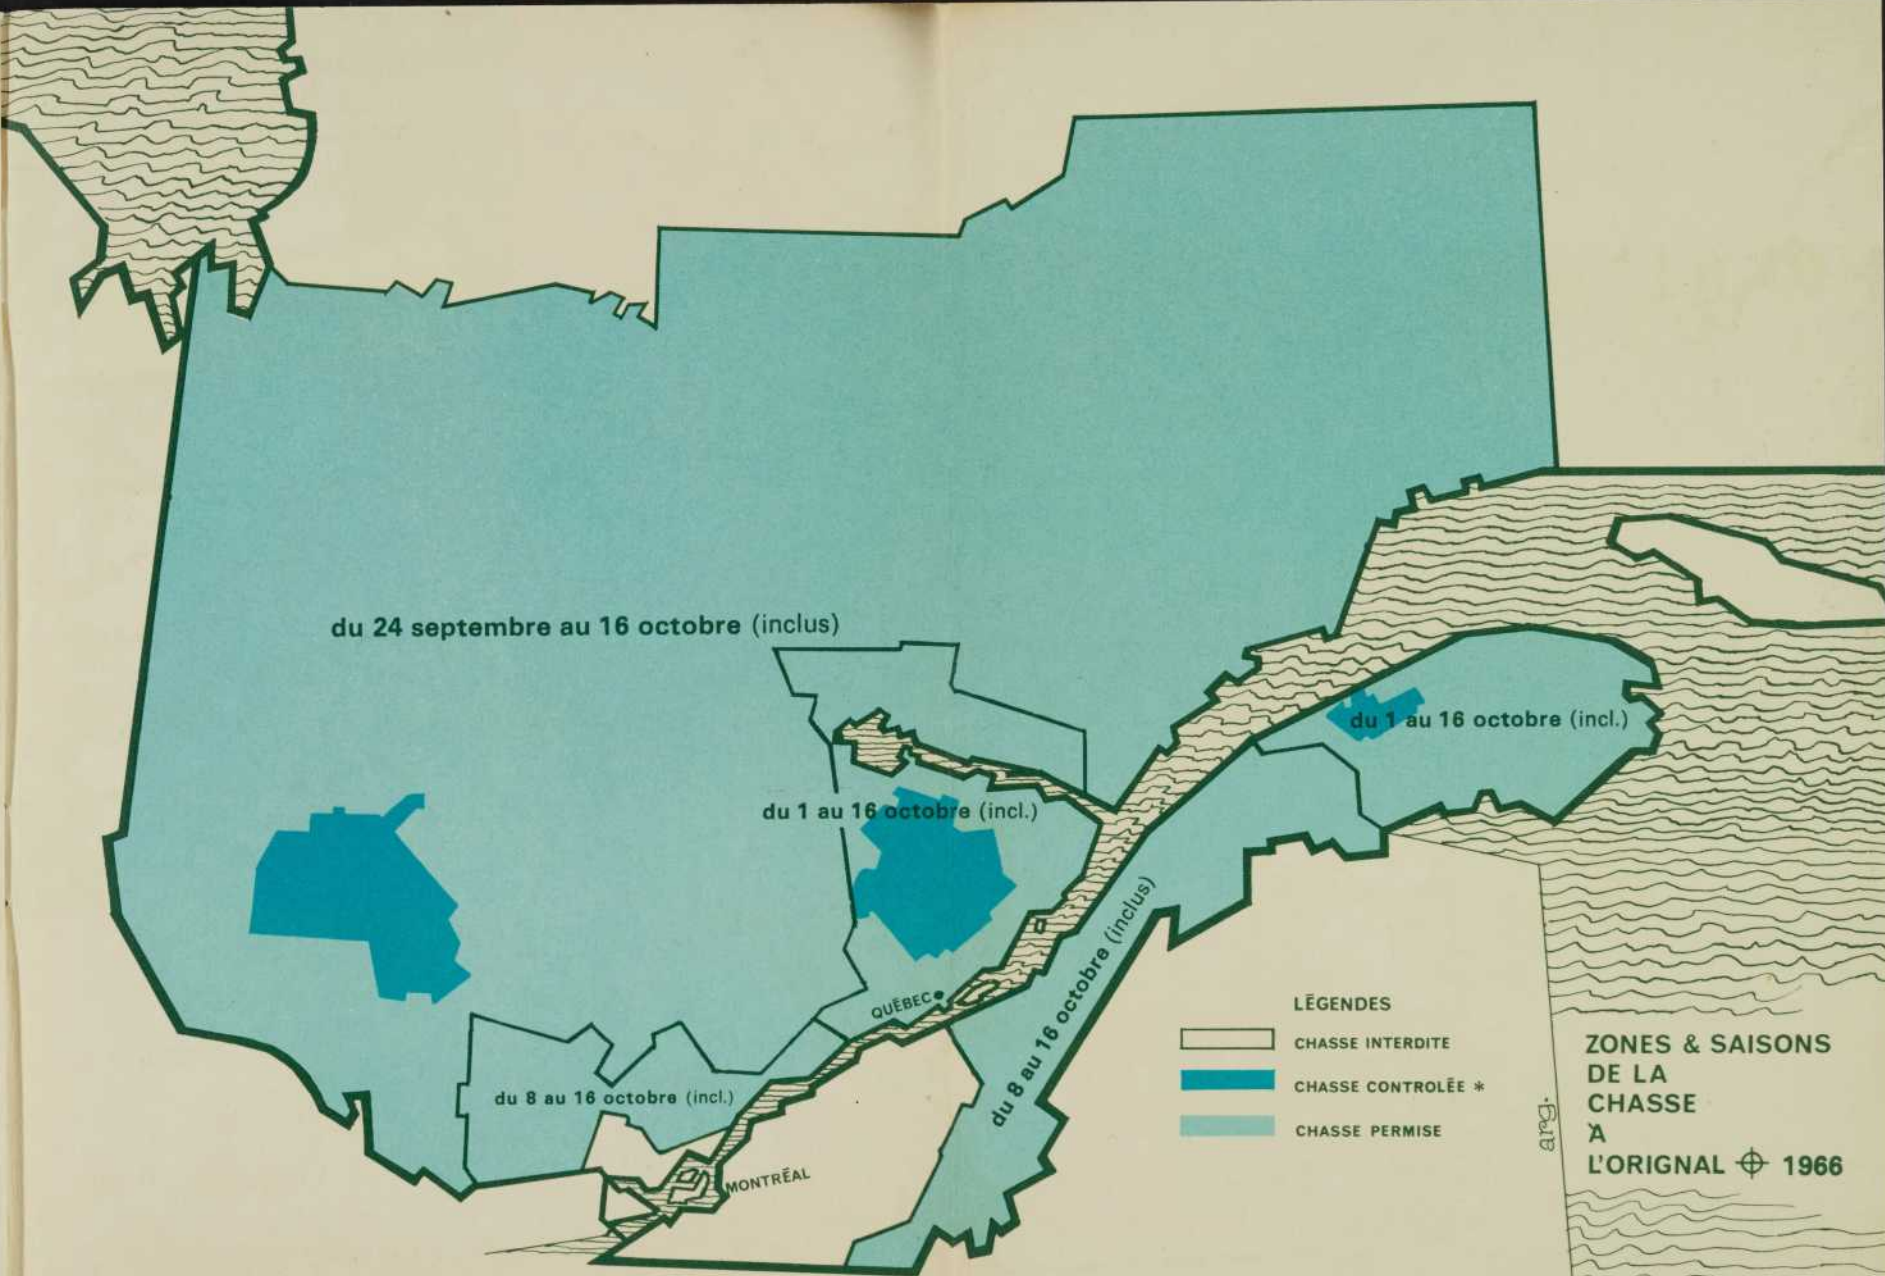 du 24 septembre au 16 octobre (inclus)
du 1 au 16 octobre (incl.)
du 1 au 16 octobre (incl.)
du 8 au 16 octobre (inclus)
QUÉBEC
du 8 au 16 octobre (incl.)
MONTRÉAL
LÉGENDES
CHASSE INTERDITE
CHASSE CONTROLÉE *
CHASSE PERMISE
arg.
ZONES & SAISONS
DE LA
CHASSE
À
L'ORIGNAL 1966